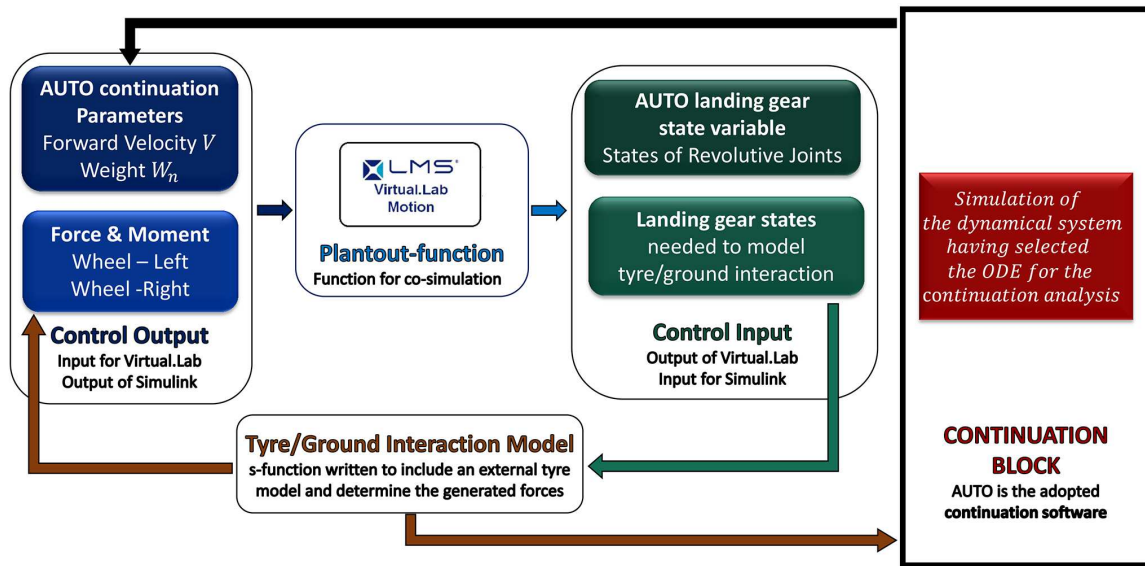 AUTO continuation
Parameters
Forward Velocity V
Weight Wₙ
Force & Moment
Wheel – Left
Wheel -Right
Control Output
Input for Virtual.Lab
Output of Simulink
LMS®
Virtual.Lab
Motion
Plantout-function
Function for co-simulation
AUTO landing gear
state variable
States of Revolutive Joints
Landing gear states
needed to model
tyre/ground interaction
Control Input
Output of Virtual.Lab
Input for Simulink
Tyre/Ground Interaction Model
s-function written to include an external tyre
model and determine the generated forces
Simulation of
the dynamical system
having selected
the ODE for the
continuation analysis
CONTINUATION
BLOCK
AUTO is the adopted
continuation software